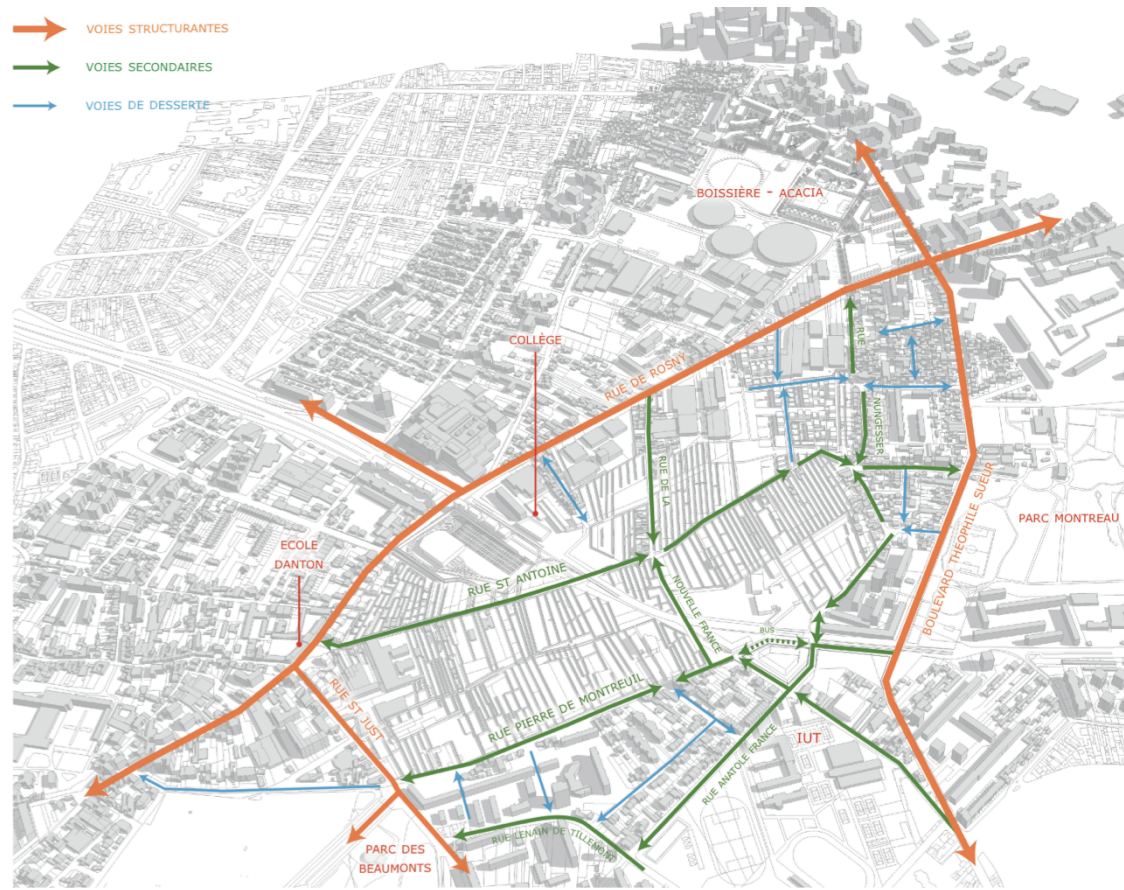 VOIES STRUCTURANTES
VOIES SECONDAIRES
VOIES DE DESSERTE
BOISSIÈRE - ACACIA
COLLÈGE
RUE DE ROSNY
RUE
NUNGESSER
RUE DE LA
NOUVELLE FRANCE
BOULEVARD THEOPHILE SUEUR
PARC MONTREAU
ECOLE
DANTON
RUE ST ANTOINE
BUS
RUE ST JUST
RUE PIERRE DE MONTREUIL
IUT
RUE ANATOLE FRANCE
RUE LENAIN DE TILLEMONT
PARC DES
BEAUMONTS